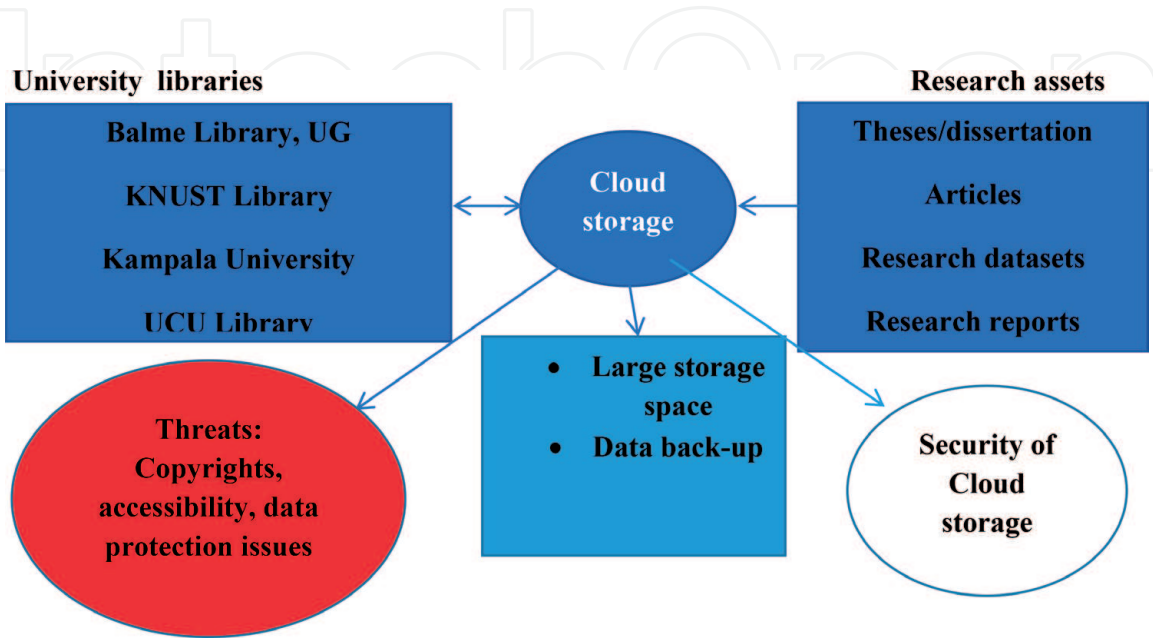 IntechOpen
University libraries
Balme Library, UG
KNUST Library
Kampala University
UCU Library
Cloud
storage
Research assets
Theses/dissertation
Articles
Research datasets
Research reports
Threats:
Copyrights,
accessibility, data
protection issues
• Large storage
space
• Data back-up
Security of
Cloud
storage